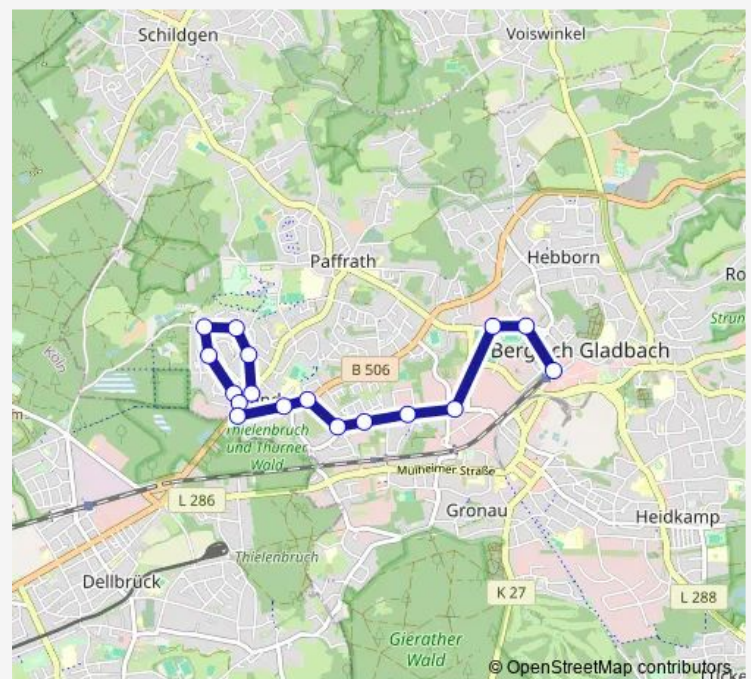 Schildgen
Voiswinkel
Paffrath
Hebborn
Ro
Strun
Köln
B 506
Bergisch Gladbach
Thielenbruch
und Thurner
Wald
Mülheimer Straße
L 286
Gronau
Heidkamp
Thielenbruch
Dellbrück
K 27
L 288
Gierather
Wald
© OpenStreetMap contributors